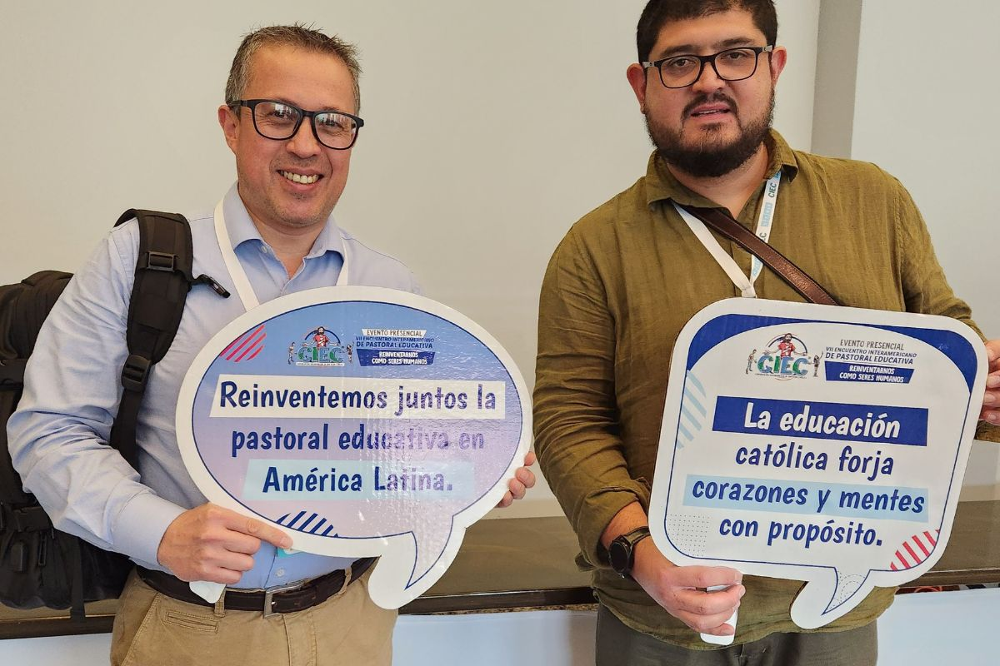 EVENTO PRESENCIAL
VII ENCUENTRO INTERAMERICANO
DE PASTORAL EDUCATIVA
REINVENTARNOS
COMO SERES HUMANOS
CIEC
Reinventemos juntos la
pastoral educativa en
América Latina.
CIEC
EVENTO PRESENCIAL
VII ENCUENTRO INTERAMERICANO
DE PASTORAL EDUCATIVA
REINVENTARNOS
COMO SERES HUMANOS
CIEC
La educación
católica forja
corazones y mentes
con propósito.